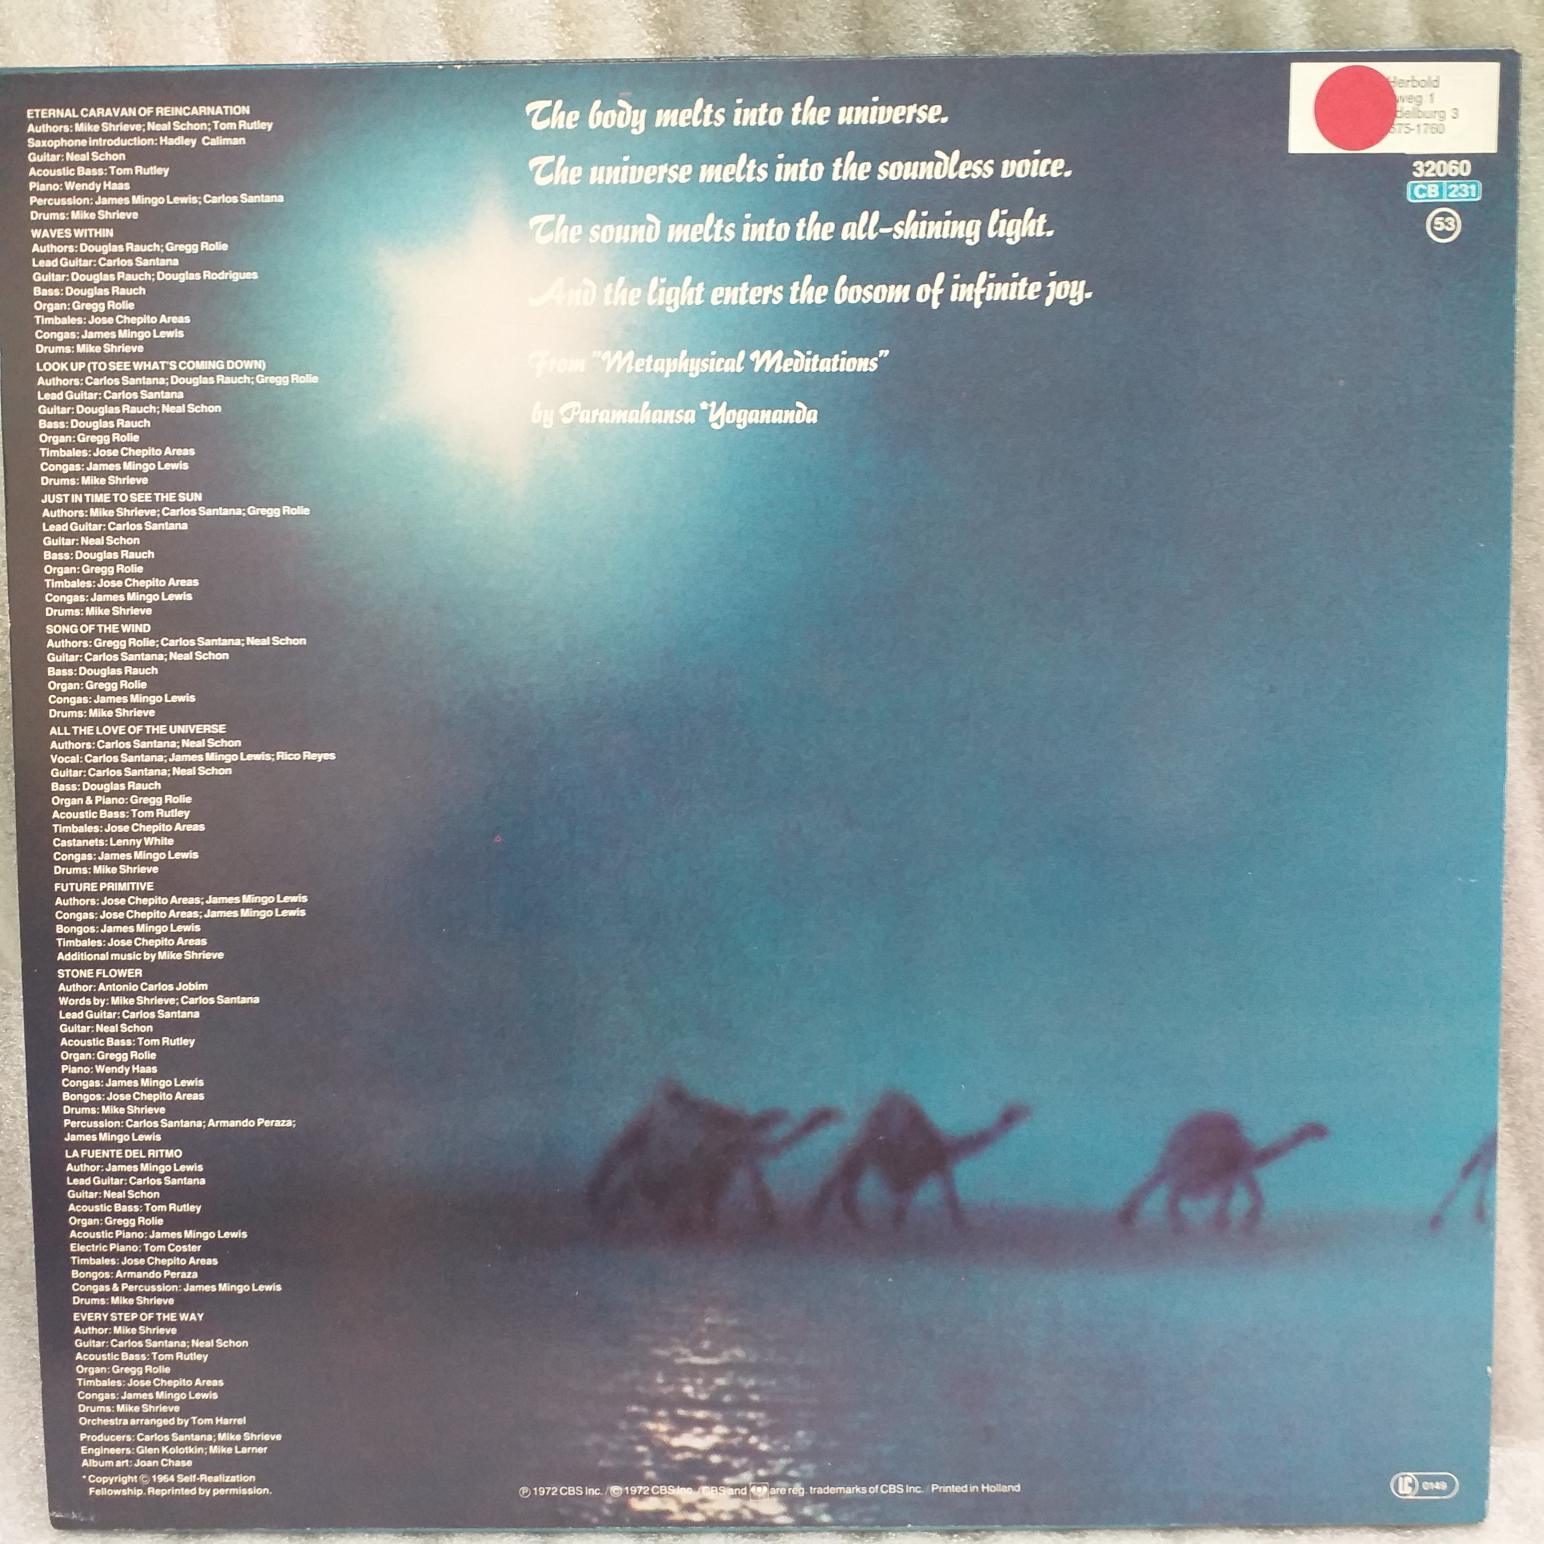 ETERNAL CARAVAN OF REINCARNATION
Authors: Mike Shrieve; Neal Schon; Tom Rutley
Saxophone introduction: Hadley Caliman
Guitar: Neal Schon
Acoustic Bass: Tom Rutley
Piano: Wendy Haas
Percussion: James Mingo Lewis; Carlos Santana
Drums: Mike Shrieve
WAVES WITHIN
Authors: Douglas Rauch; Gregg Rolie
Lead Guitar: Carlos Santana
Guitar: Douglas Rauch; Douglas Rodrigues
Bass: Douglas Rauch
Organ: Gregg Rolie
Timbales: Jose Chepito Areas
Congas: James Mingo Lewis
Drums: Mike Shrieve
LOOK UP (TO SEE WHAT'S COMING DOWN)
Authors: Carlos Santana; Douglas Rauch; Gregg Rolie
Lead Guitar: Carlos Santana
Guitar: Douglas Rauch; Neal Schon
Bass: Douglas Rauch
Organ: Gregg Rolie
Timbales: Jose Chepito Areas
Congas: James Mingo Lewis
Drums: Mike Shrieve
JUST IN TIME TO SEE THE SUN
Authors: Mike Shrieve; Carlos Santana; Gregg Rolie
Lead Guitar: Carlos Santana
Guitar: Neal Schon
Bass: Douglas Rauch
Organ: Gregg Rolie
Timbales: Jose Chepito Areas
Congas: James Mingo Lewis
Drums: Mike Shrieve
SONG OF THE WIND
Authors: Gregg Rolie; Carlos Santana; Neal Schon
Guitar: Carlos Santana; Neal Schon
Bass: Douglas Rauch
Organ: Gregg Rolie
Congas: James Mingo Lewis
Drums: Mike Shrieve
ALL THE LOVE OF THE UNIVERSE
Authors: Carlos Santana; Neal Schon
Vocal: Carlos Santana; James Mingo Lewis; Rico Reyes
Guitar: Carlos Santana; Neal Schon
Bass: Douglas Rauch
Organ & Piano: Gregg Rolie
Acoustic Bass: Tom Rutley
Timbales: Jose Chepito Areas
Castanets: Lenny White
Congas: James Mingo Lewis
Drums: Mike Shrieve
FUTURE PRIMITIVE
Authors: Jose Chepito Areas; James Mingo Lewis
Congas: Jose Chepito Areas; James Mingo Lewis
Bongos: James Mingo Lewis
Timbales: Jose Chepito Areas
Additional music by Mike Shrieve
STONE FLOWER
Author: Antonio Carlos Jobim
Words by: Mike Shrieve; Carlos Santana
Lead Guitar: Carlos Santana
Guitar: Neal Schon
Acoustic Bass: Tom Rutley
Organ: Gregg Rolie
Piano: Wendy Haas
Congas: James Mingo Lewis
Bongos: Jose Chepito Areas
Drums: Mike Shrieve
Percussion: Carlos Santana; Armando Peraza;
James Mingo Lewis
LA FUENTE DEL RITMO
Author: James Mingo Lewis
Lead Guitar: Carlos Santana
Guitar: Neal Schon
Acoustic Bass: Tom Rutley
Organ: Gregg Rolie
Acoustic Piano: James Mingo Lewis
Electric Piano: Tom Coster
Timbales: Jose Chepito Areas
Bongos: Armando Peraza
Congas & Percussion: James Mingo Lewis
Drums: Mike Shrieve
EVERY STEP OF THE WAY
Author: Mike Shrieve
Guitar: Carlos Santana; Neal Schon
Acoustic Bass: Tom Rutley
Organ: Gregg Rolie
Timbales: Jose Chepito Areas
Congas: James Mingo Lewis
Drums: Mike Shrieve
Orchestra arranged by Tom Harrel
Producers: Carlos Santana; Mike Shrieve
Engineers: Glen Kolotkin; Mike Larner
Album art: Joan Chase
*Copyright © 1964 Self-Realization
Fellowship. Reprinted by permission.
The body melts into the universe.
The universe melts into the soundless voice.
The sound melts into the all-shining light.
And the light enters the bosom of infinite joy.
From "Metaphysical Meditations"
by Paramahansa *Yogananda
Herbold
weg 1
delburg 3
675-1760
32060
CB 231
53
℗ 1972 CBS Inc. / © 1972 CBS Inc. / CBS and are reg. trademarks of CBS Inc. / Printed in Holland
LC 0149